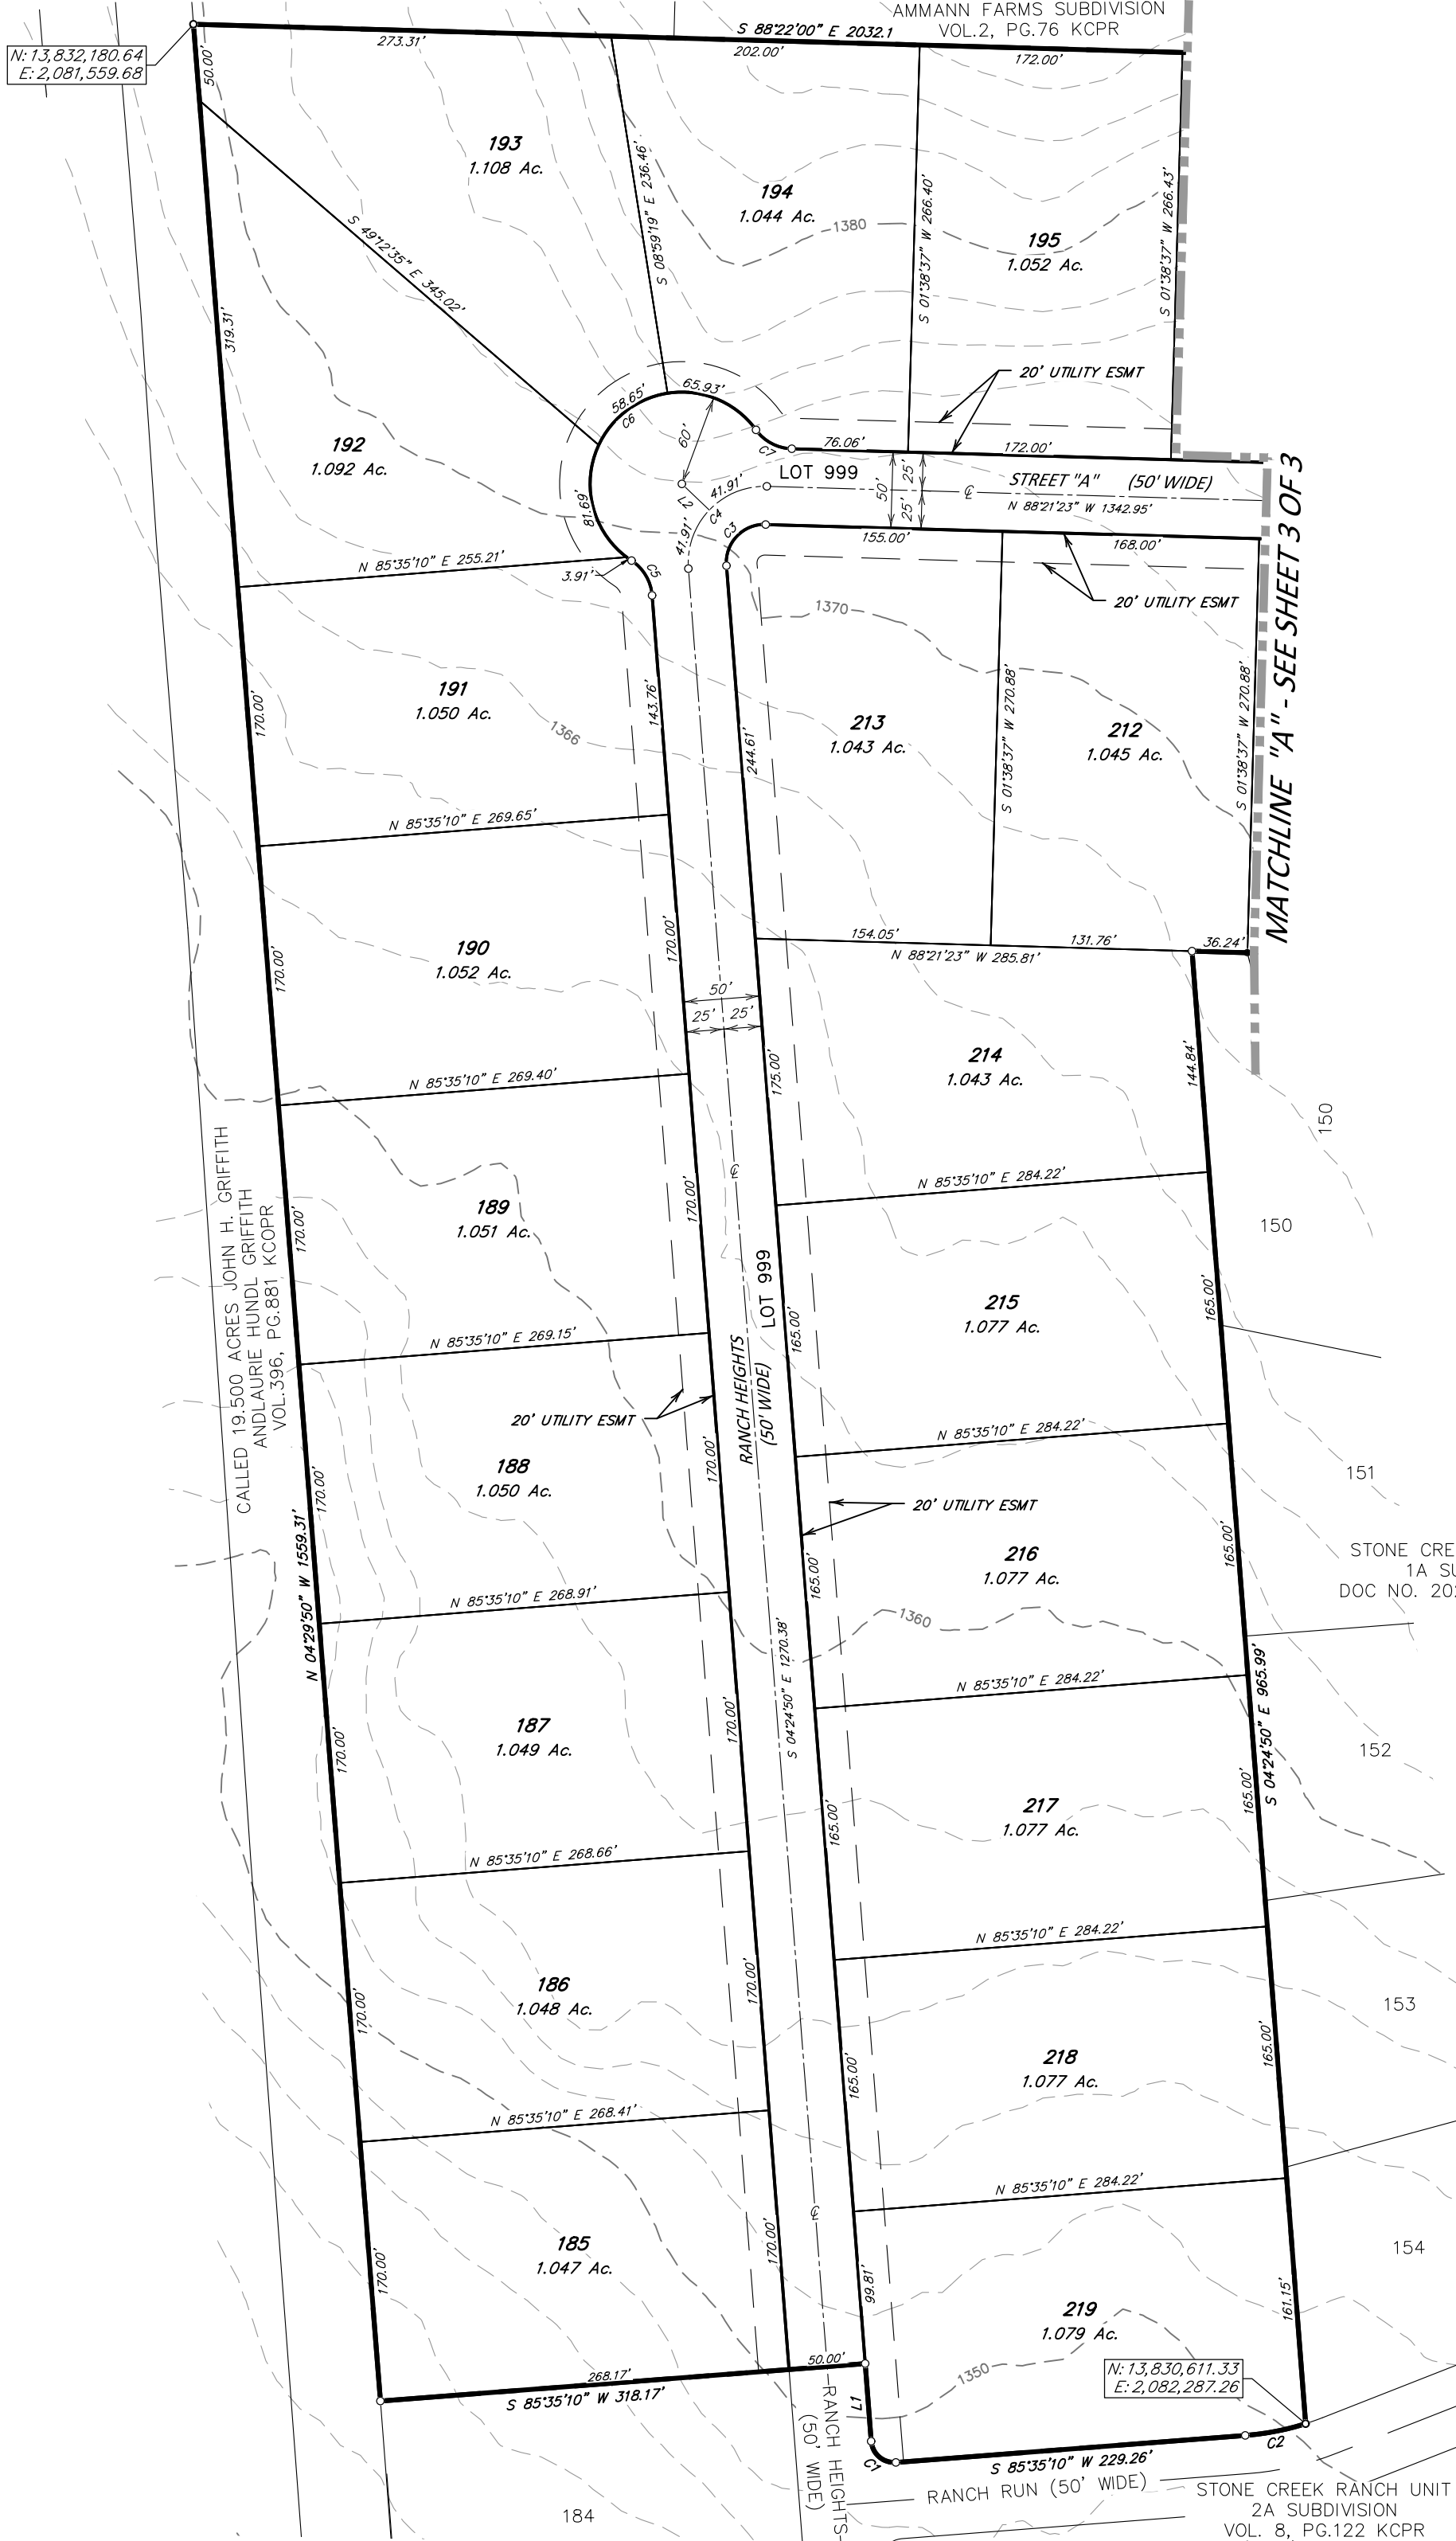 AMMANN FARMS SUBDIVISION
VOL.2, PG.76 KCPR
S 88°22'00" E 2032.1
N: 13,832,180.64
E: 2,081,559.68
50.00'
273.31'
202.00'
172.00'
193
1.108 Ac.
S 08°59'19" E 236.46'
194
1.044 Ac.
1380
S 01°38'37" W 266.40'
195
1.052 Ac.
S 01°38'37" W 266.43'
S 49°12'35" E 345.02'
319.31'
20' UTILITY ESMT
192
1.092 Ac.
58.65'
C6
65.93'
60'
C7
76.06'
172.00'
81.69'
L2
41.91'
C4
41.91'
LOT 999
50'
25'
25'
STREET "A" (50' WIDE)
N 88°21'23" W 1342.95'
C3
155.00'
168.00'
N 85°35'10" E 255.21'
3.91'
C5
20' UTILITY ESMT
MATCHLINE "A" - SEE SHEET 3 OF 3
1370
191
1.050 Ac.
170.00'
1366
143.76'
244.61'
213
1.043 Ac.
S 01°38'37" W 270.88'
212
1.045 Ac.
S 01°38'37" W 270.88'
N 85°35'10" E 269.65'
190
1.052 Ac.
170.00'
170.00'
154.05'
131.76'
36.24'
N 88°21'23" W 285.81'
50'
25'
25'
214
1.043 Ac.
175.00'
144.84'
N 85°35'10" E 269.40'
150
150
N 85°35'10" E 284.22'
CALLED 19.500 ACRES JOHN H. GRIFFITH
ANDLAURIE HUNDL GRIFFITH
VOL.396, PG.881 KCOPR
189
1.051 Ac.
170.00'
170.00'
LOT 999
215
1.077 Ac.
165.00'
165.00'
N 85°35'10" E 269.15'
20' UTILITY ESMT
RANCH HEIGHTS
(50' WIDE)
N 85°35'10" E 284.22'
188
1.050 Ac.
170.00'
170.00'
151
20' UTILITY ESMT
N 04°29'50" W 1559.31'
216
1.077 Ac.
165.00'
165.00'
STONE CRE
1A SU
DOC NO. 20
N 85°35'10" E 268.91'
1360
S 04°24'50" E 1270.38'
N 85°35'10" E 284.22'
S 04°24'50" E 965.99'
187
1.049 Ac.
170.00'
170.00'
152
217
1.077 Ac.
165.00'
165.00'
N 85°35'10" E 268.66'
N 85°35'10" E 284.22'
186
1.048 Ac.
170.00'
170.00'
153
218
1.077 Ac.
165.00'
165.00'
N 85°35'10" E 268.41'
N 85°35'10" E 284.22'
185
1.047 Ac.
170.00'
170.00'
154
99.81'
219
1.079 Ac.
161.15'
50.00'
268.17'
S 85°35'10" W 318.17'
1350
N: 13,830,611.33
E: 2,082,287.26
L1
C1
C2
S 85°35'10" W 229.26'
RANCH HEIGHTS
(50' WIDE)
RANCH RUN (50' WIDE)
184
STONE CREEK RANCH UNIT
2A SUBDIVISION
VOL. 8, PG.122 KCPR